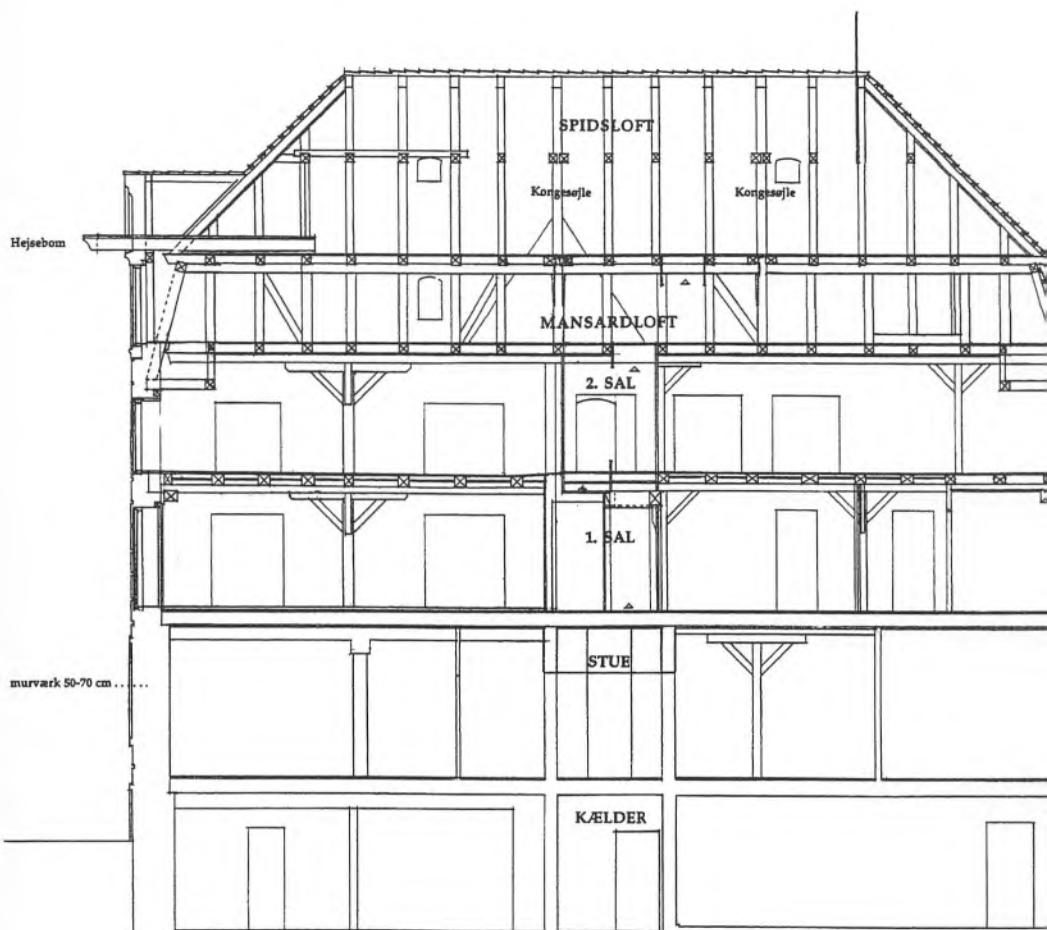 SPIDSLOFT
Kongesøjle
Kongesøjle
Hejsebom
MANSARDLOFT
2. SAL
1. SAL
STUE
murværk 50-70 cm .....
KÆLDER